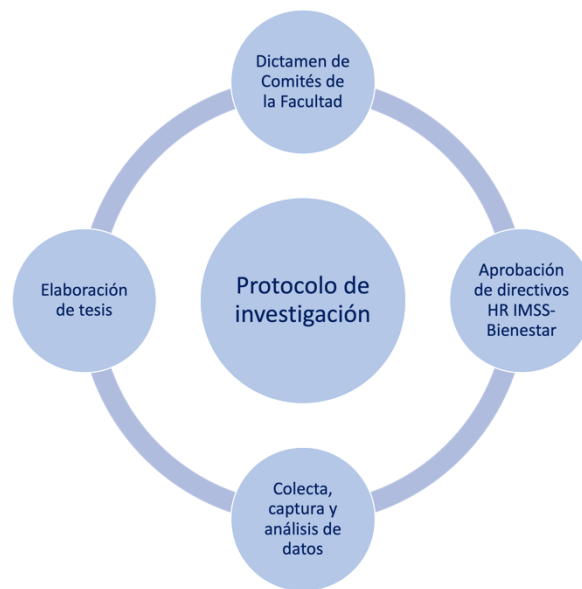 Dictamen de
Comités de
la Facultad
Elaboración
de tesis
Protocolo de
investigación
Aprobación
de directivos
HR IMSS-
Bienestar
Colecta,
captura y
análisis de
datos